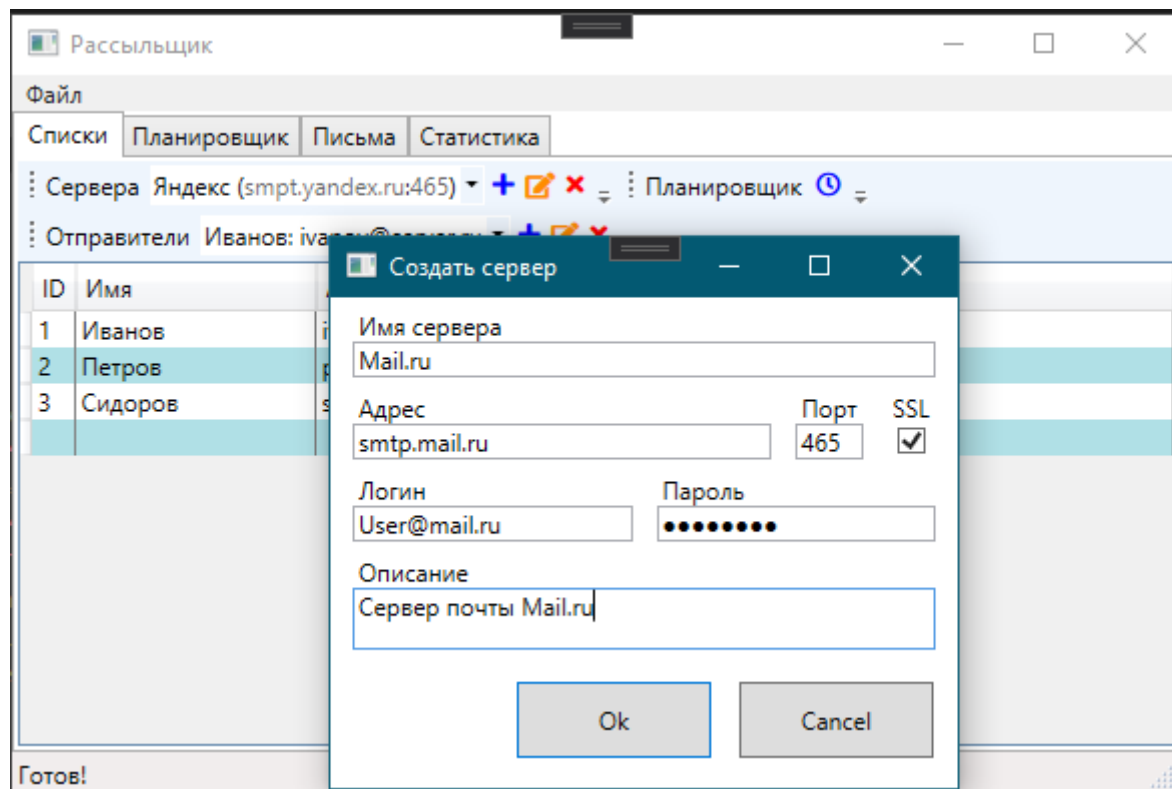 Рассыльщик
Файл
Списки Планировщик Письма Статистика
Сервера Яндекс (smpt.yandex.ru:465) Планировщик
Отправители Иванов:
ID Имя
1 Иванов
2 Петров
3 Сидоров
Готов!
Создать сервер
Имя сервера
Mail.ru
Адрес Порт SSL
smtp.mail.ru 465
Логин Пароль
User@mail.ru ●●●●●●●●
Описание
Сервер почты Mail.ru
Ok Cancel